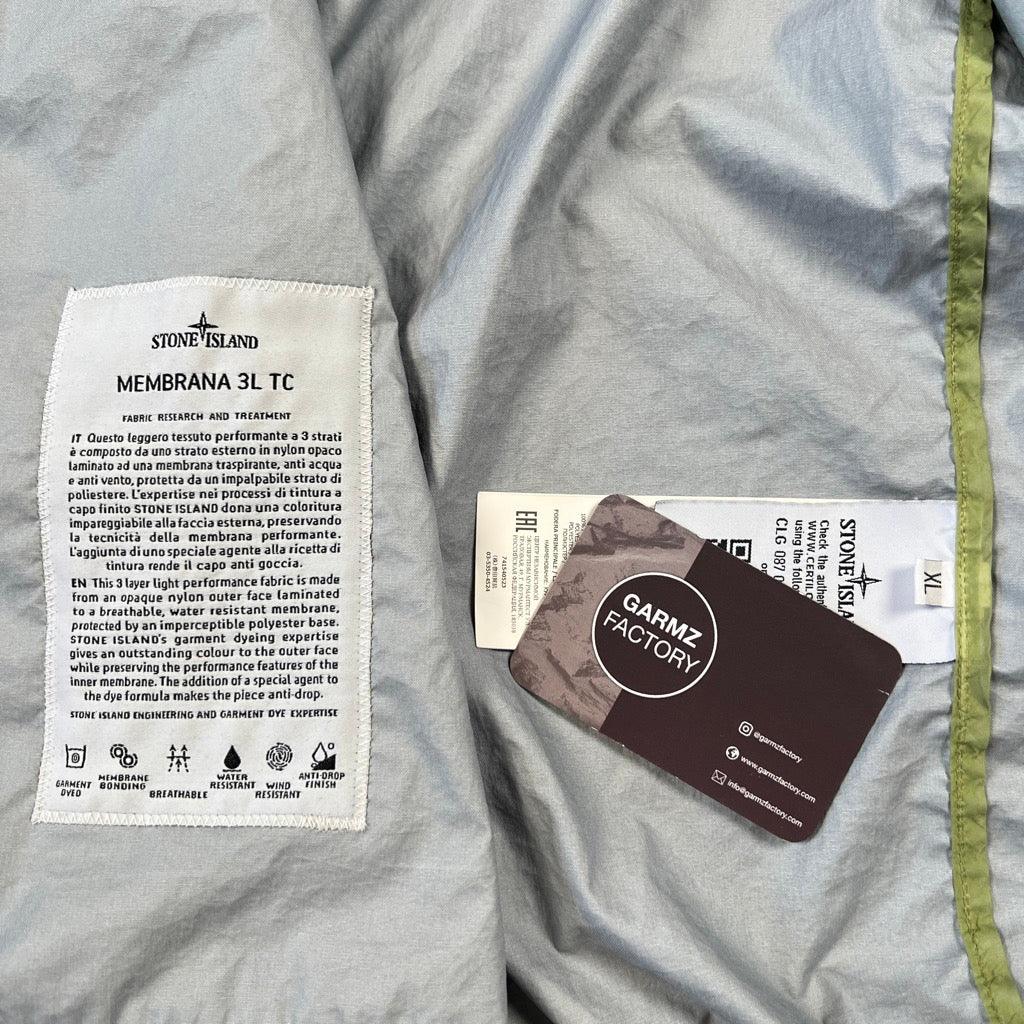 STONE ISLAND
MEMBRANA 3L TC
FABRIC RESEARCH AND TREATMENT
IT Questo leggero tessuto performante a 3 strati
è composto da uno strato esterno in nylon opaco
laminato ad una membrana traspirante, anti acqua
e anti vento, protetta da un impalpabile strato di
poliestere. L'expertise nei processi di tintura a
capo finito STONE ISLAND dona una coloritura
impareggiabile alla faccia esterna, preservando
la tecnicità della membrana performante.
L'aggiunta di uno speciale agente alla ricetta di
tintura rende il capo anti goccia.
EN This 3 layer light performance fabric is made
from an opaque nylon outer face laminated
to a breathable, water resistant membrane,
protected by an imperceptible polyester base.
STONE ISLAND's garment dyeing expertise
gives an outstanding colour to the outer face
while preserving the performance features of the
inner membrane. The addition of a special agent to
the dye formula makes the piece anti-drop.
STONE ISLAND ENGINEERING AND GARMENT DYE EXPERTISE
GARMENT
DYED
MEMBRANE
BONDING
BREATHABLE
WATER
RESISTANT
WIND
RESISTANT
ANTI-DROP
FINISH
GARMZ
FACTORY
@garmzfactory
www.garmzfactory.com
info@garmzfactory.com
STONE
Check the
using the
CLG 087
XL
FODERA PRINCIPALE
EAC
741540523
03-5350-4524